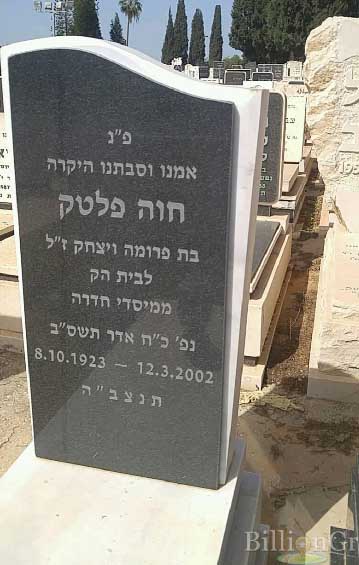 פ"נ
אמנו וסבתנו היקרה
חוה פלטק
בת פרומה ויצחק ז"ל
לבית הק
ממיסדי חדרה
נפ' כ"ח אדר תשס"ב
8.10.1923 — 12.3.2002
תנצב"ה
BillionGr